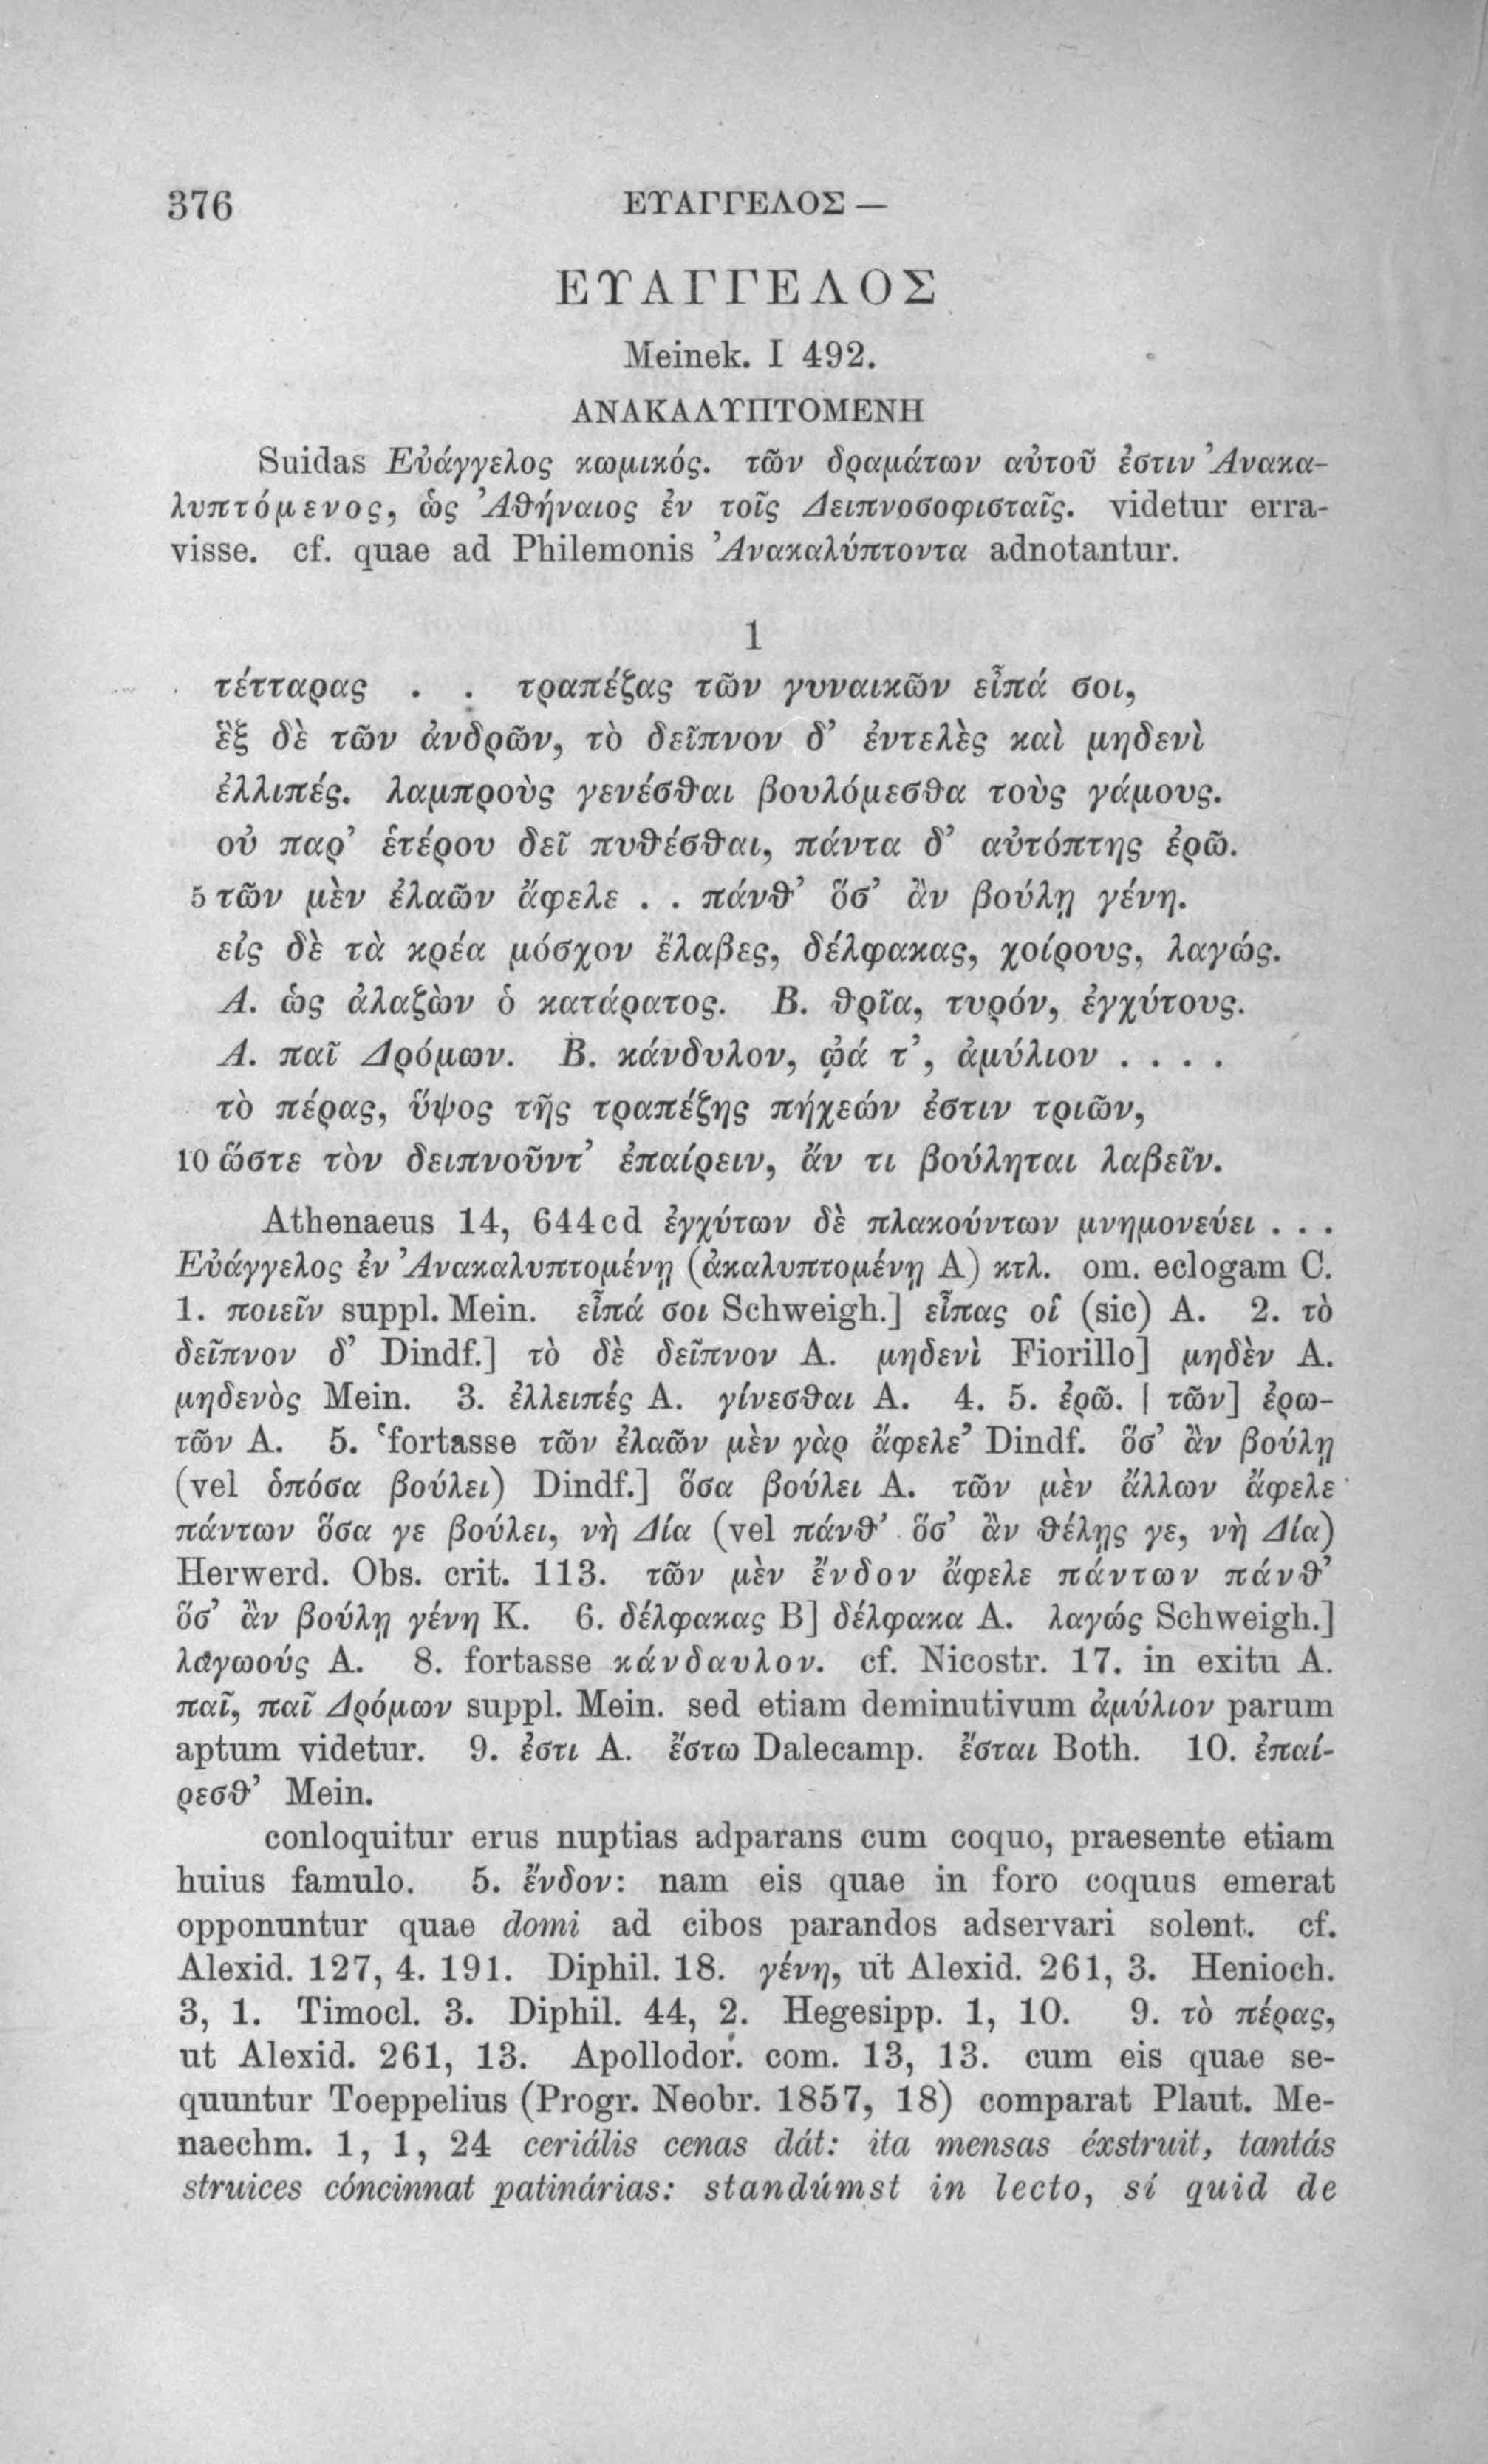 376 ΕΥΑΓΓΕΛΟΣ —
ΕΥΑΓΓΕΛΟΣ
Meinek. I 492.
ΑΝΑΚΑΛΥΠΤΟΜΕΝΗ
Suidas Εὐάγγελος κωμικός. τῶν δραμάτων αὐτοῦ ἐστιν Ἀνακα-
λυπτόμενος, ὡς Ἀθήναιος ἐν τοῖς Δειπνοσοφισταῖς. videtur erra-
visse. cf. quae ad Philemonis Ἀνακαλύπτοντα adnotantur.
1
τέτταρας . . τραπέζας τῶν γυναικῶν εἶπά σοι,
ἓξ δὲ τῶν ἀνδρῶν, τὸ δεῖπνον δ’ ἐντελὲς καὶ μηδενὶ
ἐλλιπές. λαμπροὺς γενέσθαι βουλόμεσθα τοὺς γάμους.
οὐ παρ’ ἑτέρου δεῖ πυθέσθαι, πάντα δ’ αὐτόπτης ἐρῶ.
5 τῶν μὲν ἐλαῶν ἄφελε . . πάνθ’ ὅσ’ ἂν βούλῃ γένη.
εἰς δὲ τὰ κρέα μόσχον ἔλαβες, δέλφακας, χοίρους, λαγώς.
Α. ὡς ἀλαζὼν ὁ κατάρατος. Β. θρῖα, τυρόν, ἐγχύτους.
Α. παῖ Δρόμων. Β. κάνδυλον, ᾠά τ’, ἀμύλιον . . . .
τὸ πέρας, ὕψος τῆς τραπέζης πήχεών ἐστιν τριῶν,
10 ὥστε τὸν δειπνοῦντ’ ἐπαίρειν, ἄν τι βούληται λαβεῖν.
Athenaeus 14, 644cd ἐγχύτων δὲ πλακούντων μνημονεύει . . .
Εὐάγγελος ἐν Ἀνακαλυπτομένῃ (ἀκαλυπτομένῃ A) κτλ. om. eclogam C.
1. ποιεῖν suppl. Mein. εἶπά σοι Schweigh.] εἶπας οἷ (sic) A. 2. τὸ
δεῖπνον δ’ Dindf.] τὸ δὲ δεῖπνον A. μηδενὶ Fiorillo] μηδὲν A.
μηδενὸς Mein. 3. ἐλλειπές A. γίνεσθαι A. 4. 5. ἐρῶ. | τῶν] ἐρω-
τῶν A. 5. ‘fortasse τῶν ἐλαῶν μὲν γὰρ ἄφελε’ Dindf. ὅσ’ ἂν βούλῃ
(vel ὁπόσα βούλει) Dindf.] ὅσα βούλει A. τῶν μὲν ἄλλων ἄφελε
πάντων ὅσα γε βούλει, νὴ Δία (vel πάνθ’ ὅσ’ ἂν θέλῃς γε, νὴ Δία)
Herwerd. Obs. crit. 113. τῶν μὲν ἔνδον ἄφελε πάντων πάνθ’
ὅσ’ ἂν βούλῃ γένη K. 6. δέλφακας B] δέλφακα A. λαγώς Schweigh.]
λαγωούς A. 8. fortasse κάνδαυλον. cf. Nicostr. 17. in exitu A.
παῖ, παῖ Δρόμων suppl. Mein. sed etiam deminutivum ἀμύλιον parum
aptum videtur. 9. ἐστι A. ἔστω Dalecamp. ἔσται Both. 10. ἐπαί-
ρεσθ’ Mein.
conloquitur erus nuptias adparans cum coquo, praesente etiam
huius famulo. 5. ἔνδον: nam eis quae in foro coquus emerat
opponuntur quae domi ad cibos parandos adservari solent. cf.
Alexid. 127, 4. 191. Diphil. 18. γένη, ut Alexid. 261, 3. Henioch.
3, 1. Timocl. 3. Diphil. 44, 2. Hegesipp. 1, 10. 9. τὸ πέρας,
ut Alexid. 261, 13. Apollodor. com. 13, 13. cum eis quae se-
quuntur Toeppelius (Progr. Neobr. 1857, 18) comparat Plaut. Me-
naechm. 1, 1, 24 ceriális cenas dát: ita mensas éxstruit, tantás
struices cóncinnat patinárias: standúmst in lecto, sí quid de